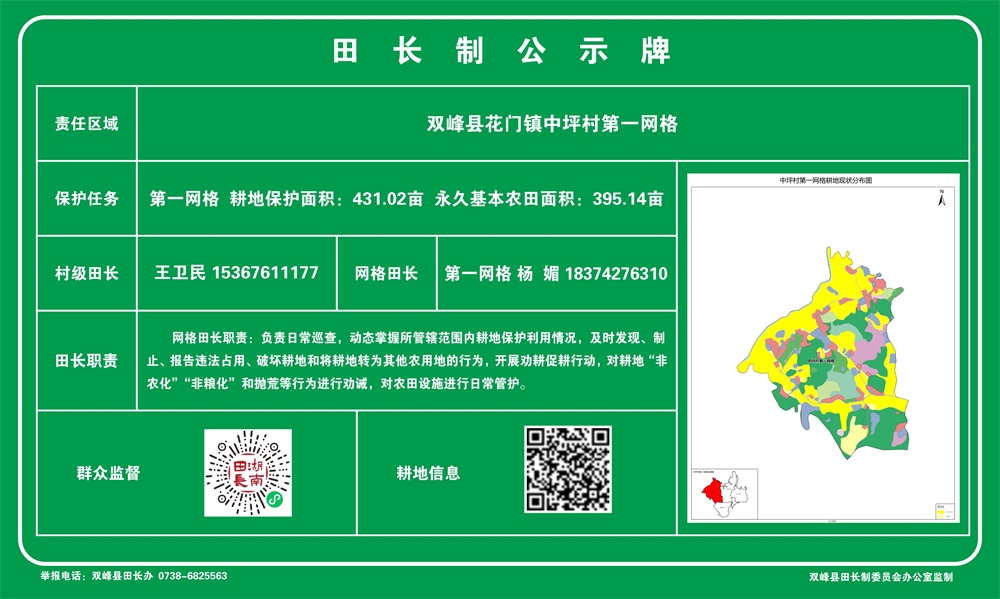 田长制公示牌
责任区域
双峰县花门镇中坪村第一网格
保护任务
第一网格 耕地保护面积：431.02亩 永久基本农田面积：395.14亩
村级田长
王卫民 15367611177
网格田长
第一网格 杨 媚 18374276310
田长职责
网格田长职责：负责日常巡查，动态掌握所管辖范围内耕地保护利用情况，及时发现、制
止、报告违法占用、破坏耕地和将耕地转为其他农用地的行为，开展劝耕促耕行动，对耕地“非
农化”“非粮化”和抛荒等行为进行劝诫，对农田设施进行日常管护。
中坪村第一网格耕地现状分布图
N
群众监督
湖南田長
耕地信息
举报电话：双峰县田长办 0738-6825563
双峰县田长制委员会办公室监制